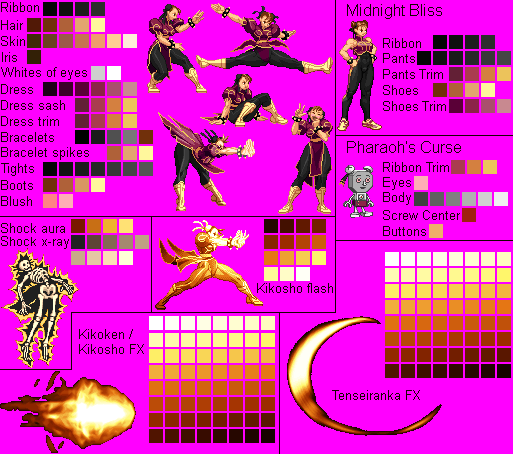 Ribbon
Hair
Skin
Iris
Whites of eyes
Dress
Dress sash
Dress trim
Bracelets
Bracelet spikes
Tights
Boots
Blush
Midnight Bliss
Ribbon
Pants
Pants Trim
Shoes
Shoes Trim
Pharaoh's Curse
Ribbon Trim
Eyes
Body
Screw Center
Buttons
Shock aura
Shock x-ray
Kikosho flash
Kikoken /
Kikosho FX
Tenseiranka FX